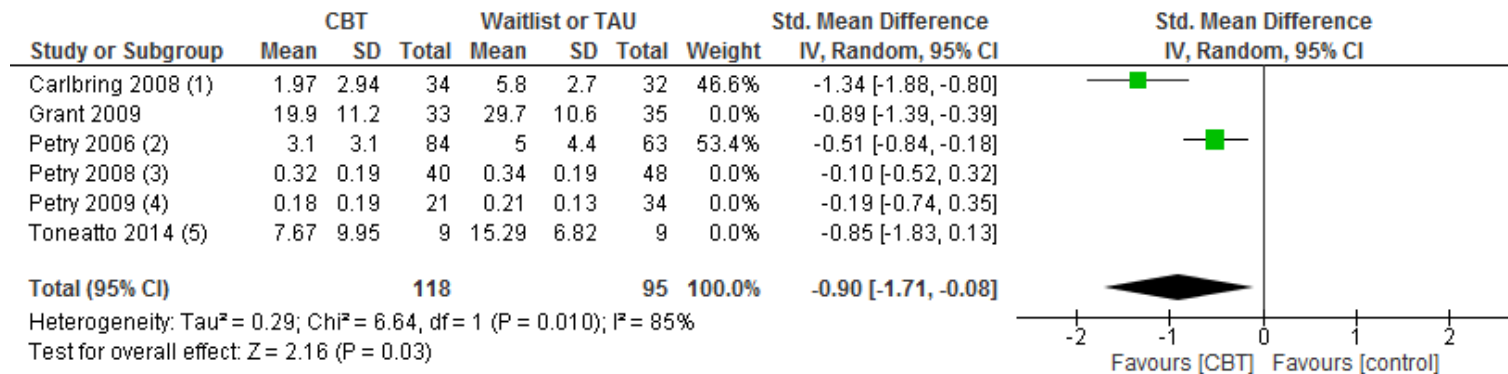 CBT Waitlist or TAU Std. Mean Difference Std. Mean Difference
Study or Subgroup Mean SD Total Mean SD Total Weight IV, Random, 95% CI IV, Random, 95% CI
Carlbring 2008 (1) 1.97 2.94 34 5.8 2.7 32 46.6% -1.34 [-1.88, -0.80]
Grant 2009 19.9 11.2 33 29.7 10.6 35 0.0% -0.89 [-1.39, -0.39]
Petry 2006 (2) 3.1 3.1 84 5 4.4 63 53.4% -0.51 [-0.84, -0.18]
Petry 2008 (3) 0.32 0.19 40 0.34 0.19 48 0.0% -0.10 [-0.52, 0.32]
Petry 2009 (4) 0.18 0.19 21 0.21 0.13 34 0.0% -0.19 [-0.74, 0.35]
Toneatto 2014 (5) 7.67 9.95 9 15.29 6.82 9 0.0% -0.85 [-1.83, 0.13]
Total (95% CI) 118 95 100.0% -0.90 [-1.71, -0.08]
Heterogeneity: Tau² = 0.29; Chi² = 6.64, df = 1 (P = 0.010); I² = 85%
Test for overall effect: Z = 2.16 (P = 0.03)
-2 -1 0 1 2
Favours [CBT] Favours [control]